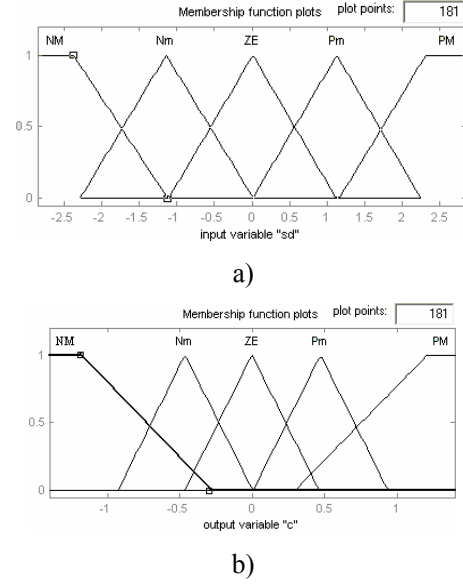 Membership function plots plot points: 181
NM Nm ZE Pm PM
1
0.5
0
-2.5 -2 -1.5 -1 -0.5 0 0.5 1 1.5 2 2.5
input variable "sd"
a)
Membership function plots plot points: 181
NM Nm ZE Pm PM
1
0.5
0
-1 -0.5 0 0.5 1
output variable "c"
b)